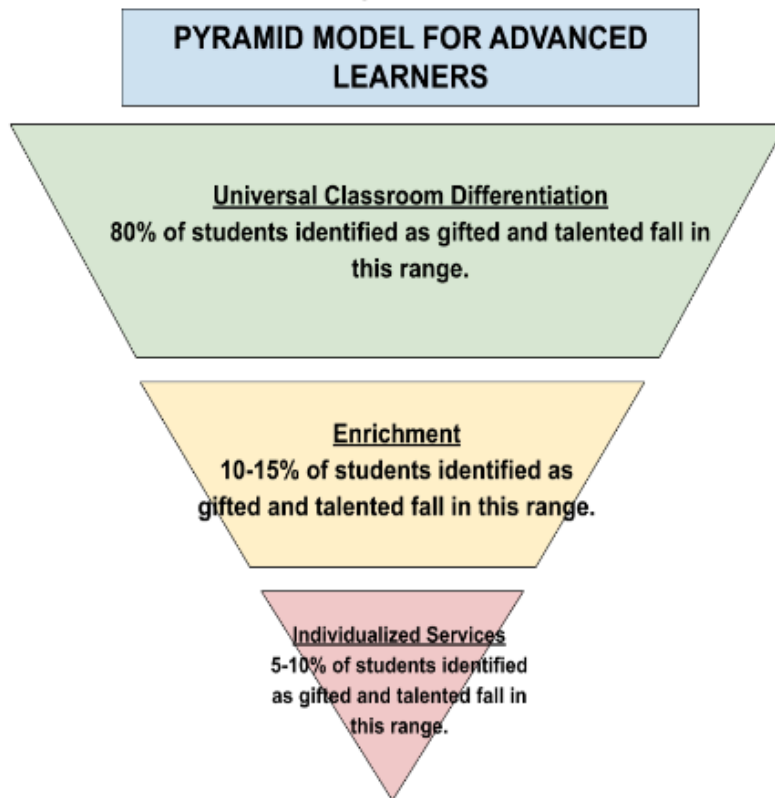 PYRAMID MODEL FOR ADVANCED
LEARNERS
Universal Classroom Differentiation
80% of students identified as gifted and talented fall in
this range.
Enrichment
10-15% of students identified as
gifted and talented fall in this range.
Individualized Services
5-10% of students identified
as gifted and talented fall in
this range.